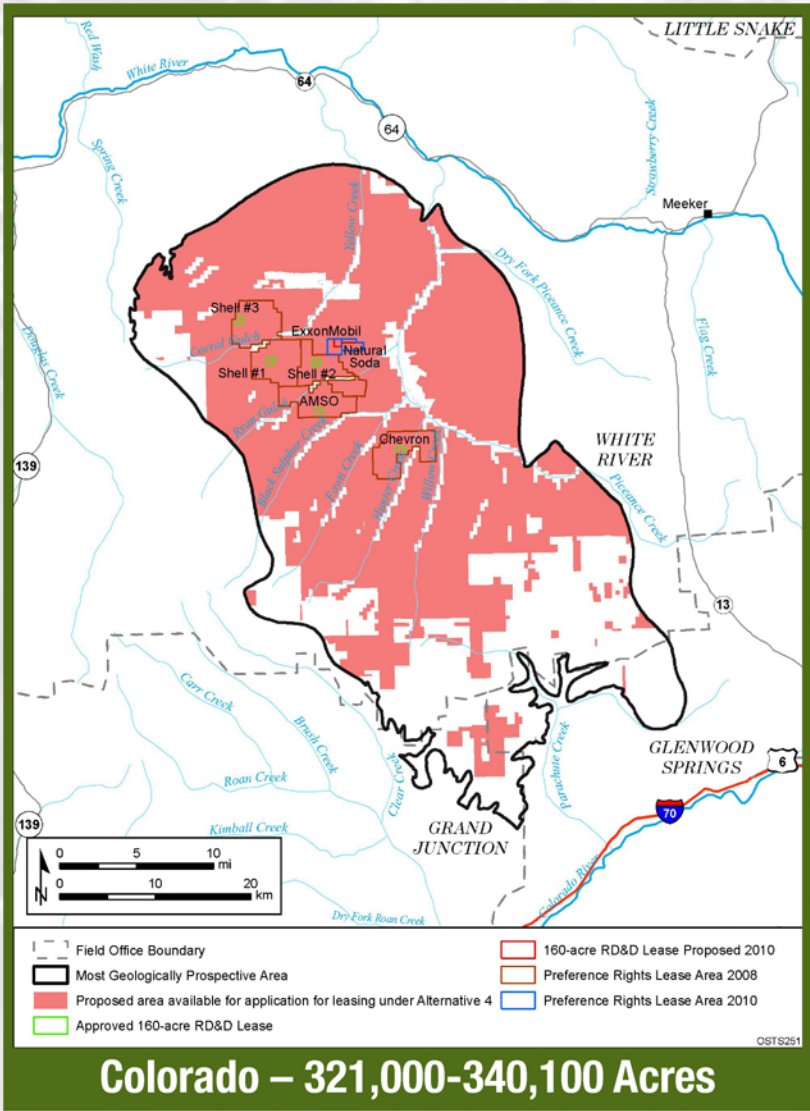 LITTLE SNAKE
Red Wash
White River
64
64
Spring Creek
Strawberry Creek
Meeker
Yellow Creek
Dry Fork Piceance Creek
Flag Creek
Douglas Creek
Shell #3
ExxonMobil
Corral Gulch
Natural
Soda
Shell #1
Shell #2
AMSO
Ryan Gulch
Black Sulphur Creek
Chevron
Fawn Creek
Hunter Creek
Willow Creek
WHITE
RIVER
139
Piceance Creek
13
Carr Creek
Brush Creek
Clear Creek
Parachute Creek
GLENWOOD
SPRINGS
6
Roan Creek
70
139
Kimball Creek
GRAND
JUNCTION
Colorado River
Dry Fork Roan Creek
0 5 10
mi
N
0 10 20
km
Field Office Boundary
Most Geologically Prospective Area
Proposed area available for application for leasing under Alternative 4
Approved 160-acre RD&D Lease
160-acre RD&D Lease Proposed 2010
Preference Rights Lease Area 2008
Preference Rights Lease Area 2010
OSTS251
Colorado – 321,000-340,100 Acres